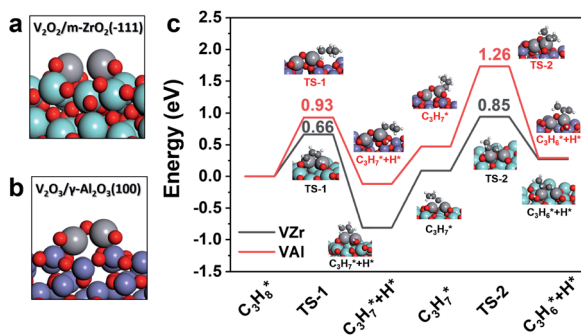 a
V₂O₂/m-ZrO₂(-111)
b
V₂O₃/γ-Al₂O₃(100)
c
Energy (eV)
2.5
2.0
1.5
1.0
0.5
0.0
-0.5
-1.0
-1.5
TS-1
0.93
0.66
TS-1
C₃H₇*+H*
C₃H₇*+H*
C₃H₇*
C₃H₇*
1.26
TS-2
0.85
TS-2
C₃H₆*+H*
C₃H₆*+H*
VZr
VAl
C₃H₈*
TS-1
C₃H₇*+H*
C₃H₇*
TS-2
C₃H₆*+H*